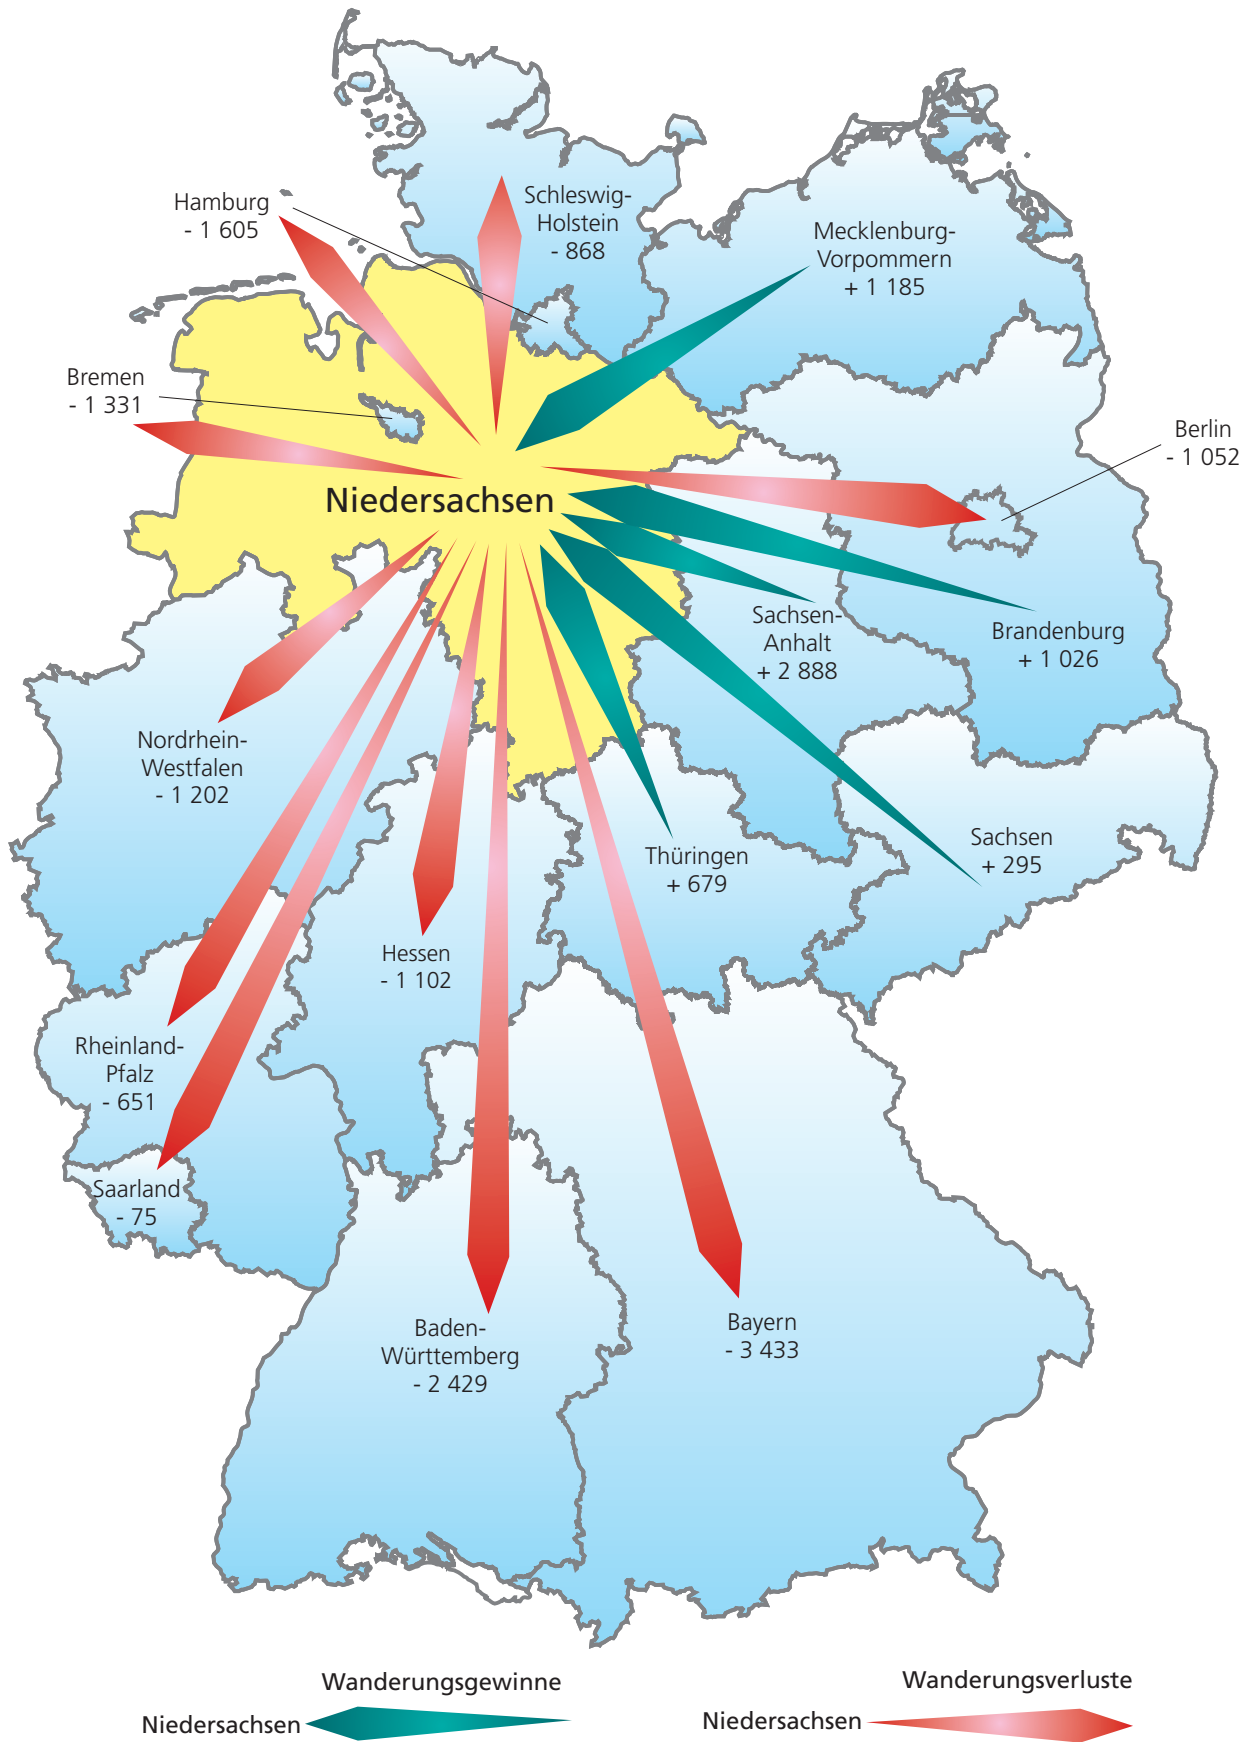 Hamburg
- 1 605
Schleswig-
Holstein
- 868
Mecklenburg-
Vorpommern
+ 1 185
Bremen
- 1 331
Berlin
- 1 052
Niedersachsen
Sachsen-
Anhalt
+ 2 888
Brandenburg
+ 1 026
Nordrhein-
Westfalen
- 1 202
Thüringen
+ 679
Sachsen
+ 295
Hessen
- 1 102
Rheinland-
Pfalz
- 651
Saarland
- 75
Baden-
Württemberg
- 2 429
Bayern
- 3 433
Wanderungsgewinne
Niedersachsen
Wanderungsverluste
Niedersachsen